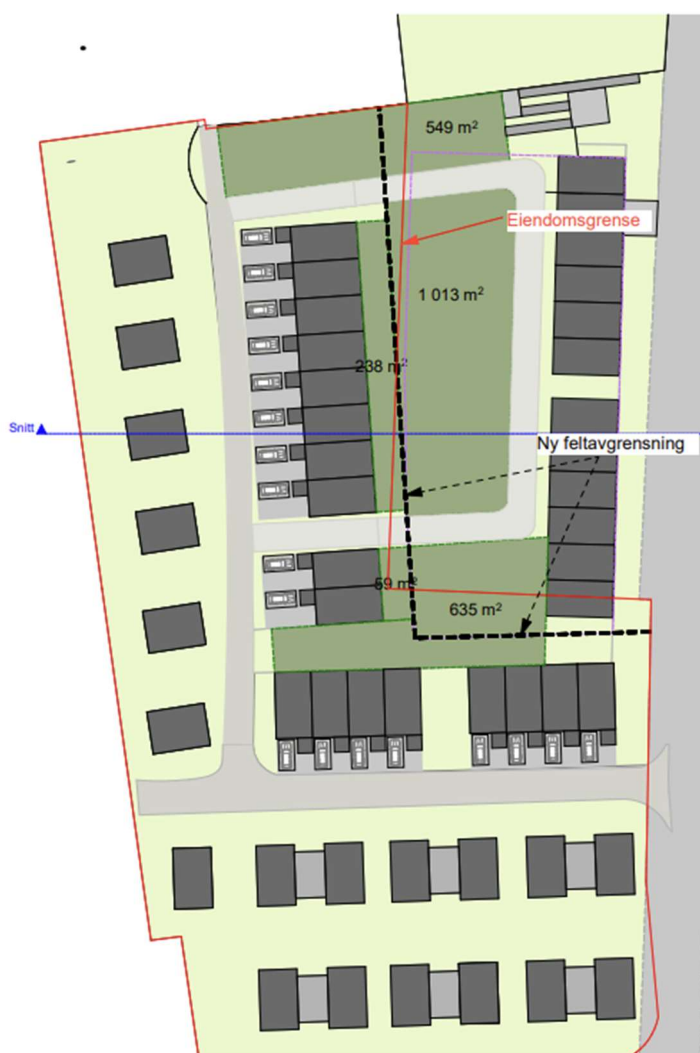 549 m²
Eiendomsgrense
1 013 m²
238 m²
Snitt
Ny feltavgrensning
59 m²
635 m²